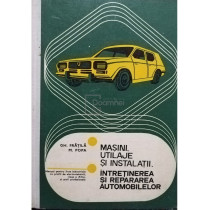 GH. FRĂȚILĂ
M. POPA
MAȘINI.
UTILAJE
ȘI INSTALAȚII.
ÎNTREȚINEREA
ȘI REPARAREA
AUTOMOBILELOR